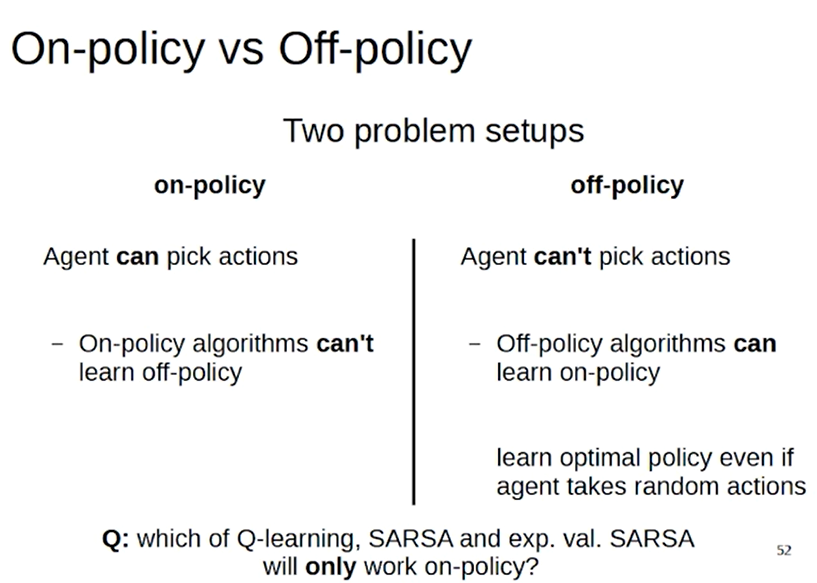 On-policy vs Off-policy
Two problem setups
on-policy
Agent can pick actions
– On-policy algorithms can't
learn off-policy
off-policy
Agent can't pick actions
– Off-policy algorithms can
learn on-policy
learn optimal policy even if
agent takes random actions
Q: which of Q-learning, SARSA and exp. val. SARSA
will only work on-policy?
52